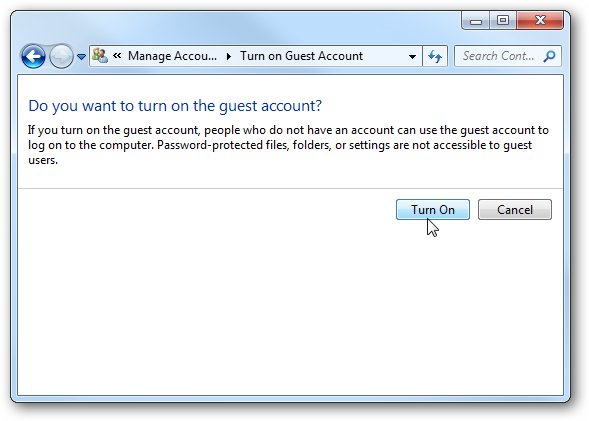 « Manage Accou... Turn on Guest Account Search Cont...
Do you want to turn on the guest account?
If you turn on the guest account, people who do not have an account can use the guest account to
log on to the computer. Password-protected files, folders, or settings are not accessible to guest
users.
Turn On Cancel